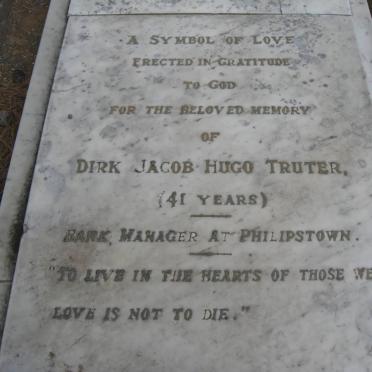 A SYMBOL OF LOVE
ERECTED IN GRATITUDE
TO GOD
FOR THE BELOVED MEMORY
OF
DIRK JACOB HUGO TRUTER,
(41 YEARS)
BANK MANAGER AT PHILIPSTOWN.
"TO LIVE IN THE HEARTS OF THOSE WE
LOVE IS NOT TO DIE."